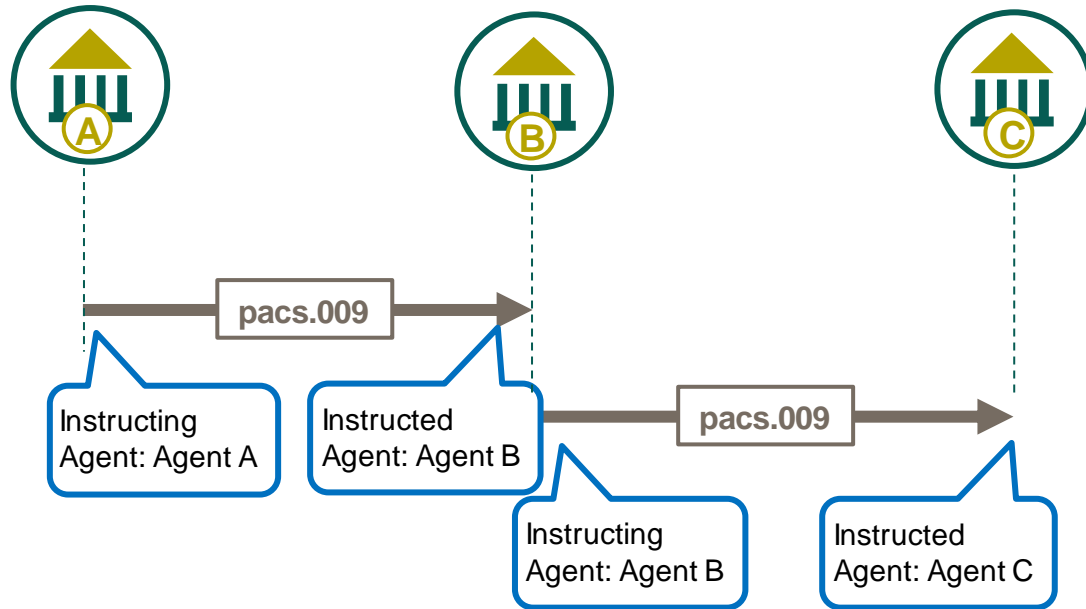 A
B
C
pacs.009
Instructing
Agent: Agent A
Instructed
Agent: Agent B
pacs.009
Instructing
Agent: Agent B
Instructed
Agent: Agent C